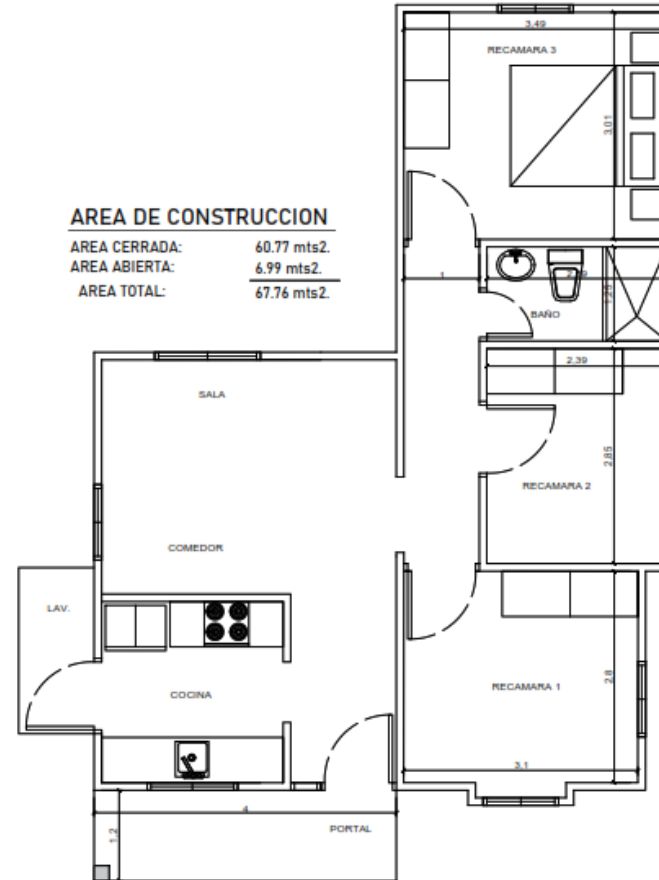 3.49
RECAMARA 3
3.01
AREA DE CONSTRUCCION
AREA CERRADA: 60.77 mts2.
AREA ABIERTA: 6.99 mts2.
AREA TOTAL: 67.76 mts2.
1
1.25
BAÑO
2.39
SALA
2.85
RECAMARA 2
COMEDOR
LAV.
COCINA
RECAMARA 1
2.8
3.1
4
1.2
PORTAL